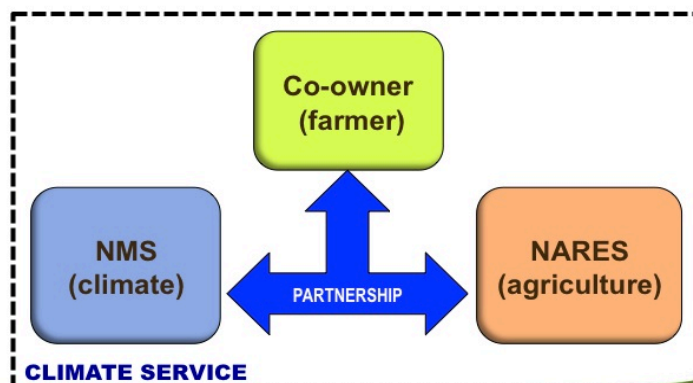 Co-owner
(farmer)
NMS
(climate)
NARES
(agriculture)
PARTNERSHIP
CLIMATE SERVICE